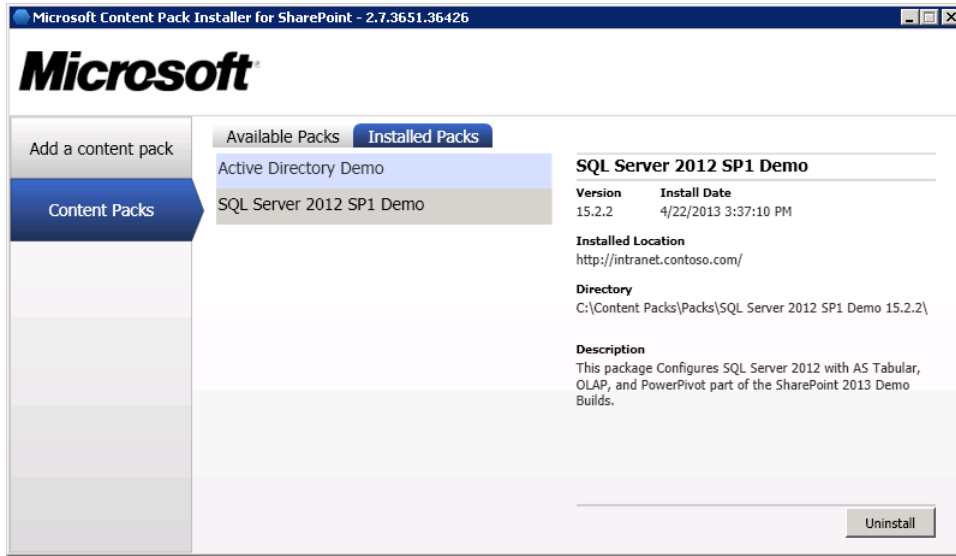 Microsoft Content Pack Installer for SharePoint - 2.7.3651.36426
Microsoft
Add a content pack
Content Packs
Available Packs
Installed Packs
Active Directory Demo
SQL Server 2012 SP1 Demo
SQL Server 2012 SP1 Demo
Version Install Date
15.2.2 4/22/2013 3:37:10 PM
Installed Location
http://intranet.contoso.com/
Directory
C:\Content Packs\Packs\SQL Server 2012 SP1 Demo 15.2.2\
Description
This package Configures SQL Server 2012 with AS Tabular,
OLAP, and PowerPivot part of the SharePoint 2013 Demo
Builds.
Uninstall